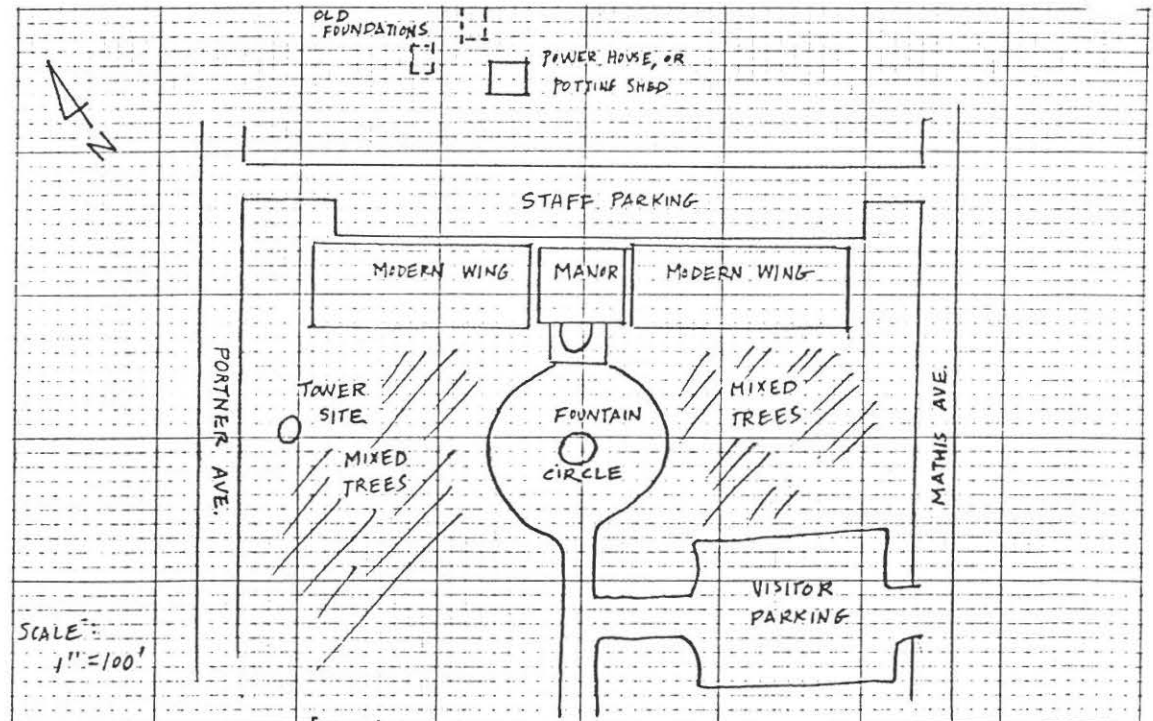 OLD
FOUNDATIONS
POWER HOUSE, OR
POTTING SHED
N
STAFF PARKING
MODERN WING
MANOR
MODERN WING
PORTNER AVE.
TOWER
SITE
MIXED
TREES
FOUNTAIN
CIRCLE
MIXED
TREES
MATHIS AVE.
VISITOR
PARKING
SCALE:
1"=100'